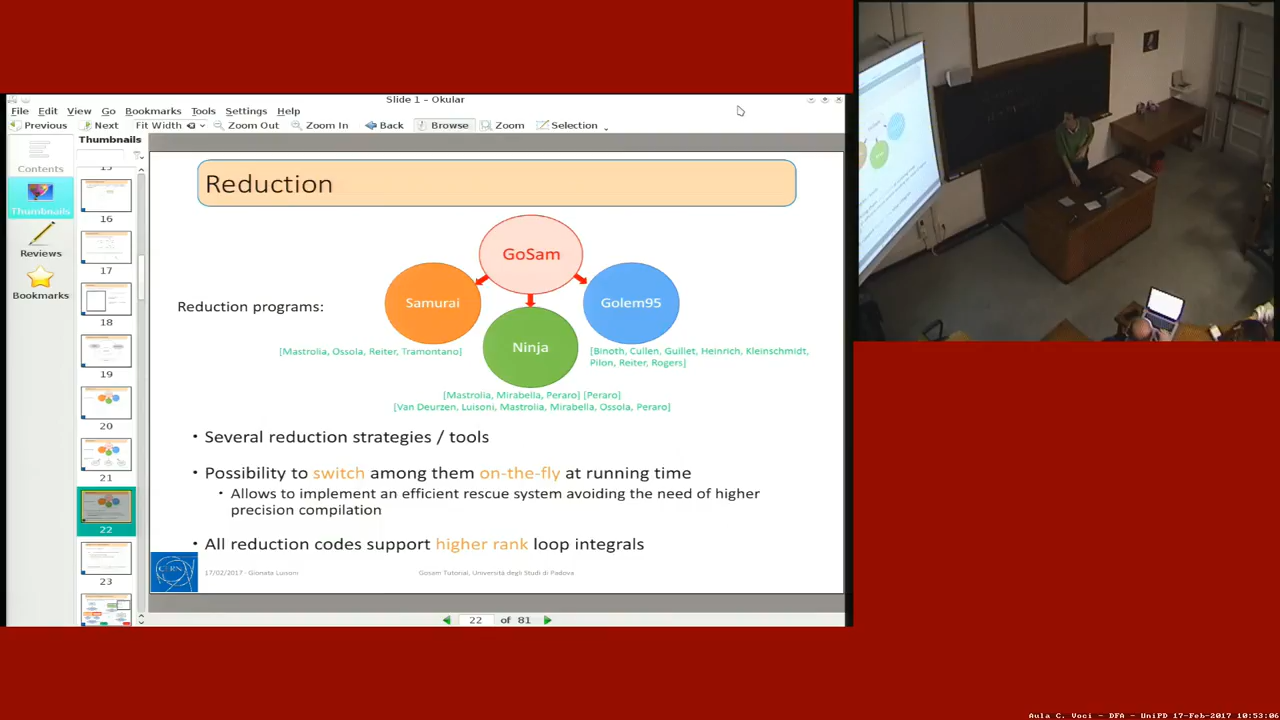 Slide 1 - Okular
File Edit View Go Bookmarks Tools Settings Help
Previous Next Fit Width Zoom Out Zoom In Back Browse Zoom Selection
Contents
Thumbnails
Reviews
Bookmarks
Thumbnails
16
17
18
19
20
21
22
23
Reduction
GoSam
Samurai
Golem95
Reduction programs:
Ninja
[Mastrolia, Ossola, Reiter, Tramontano]
[Binoth, Cullen, Guillet, Heinrich, Kleinschmidt,
Pilon, Reiter, Rogers]
[Mastrolia, Mirabella, Peraro] [Peraro]
[Van Deurzen, Luisoni, Mastrolia, Mirabella, Ossola, Peraro]
• Several reduction strategies / tools
• Possibility to switch among them on-the-fly at running time
• Allows to implement an efficient rescue system avoiding the need of higher
precision compilation
• All reduction codes support higher rank loop integrals
CERN
17/02/2017 - Gionata Luisoni
Gosam Tutorial, Università degli Studi di Padova
22 of 81
Aula C. Voci - DFA - UniPD 17-Feb-2017 10:53:06